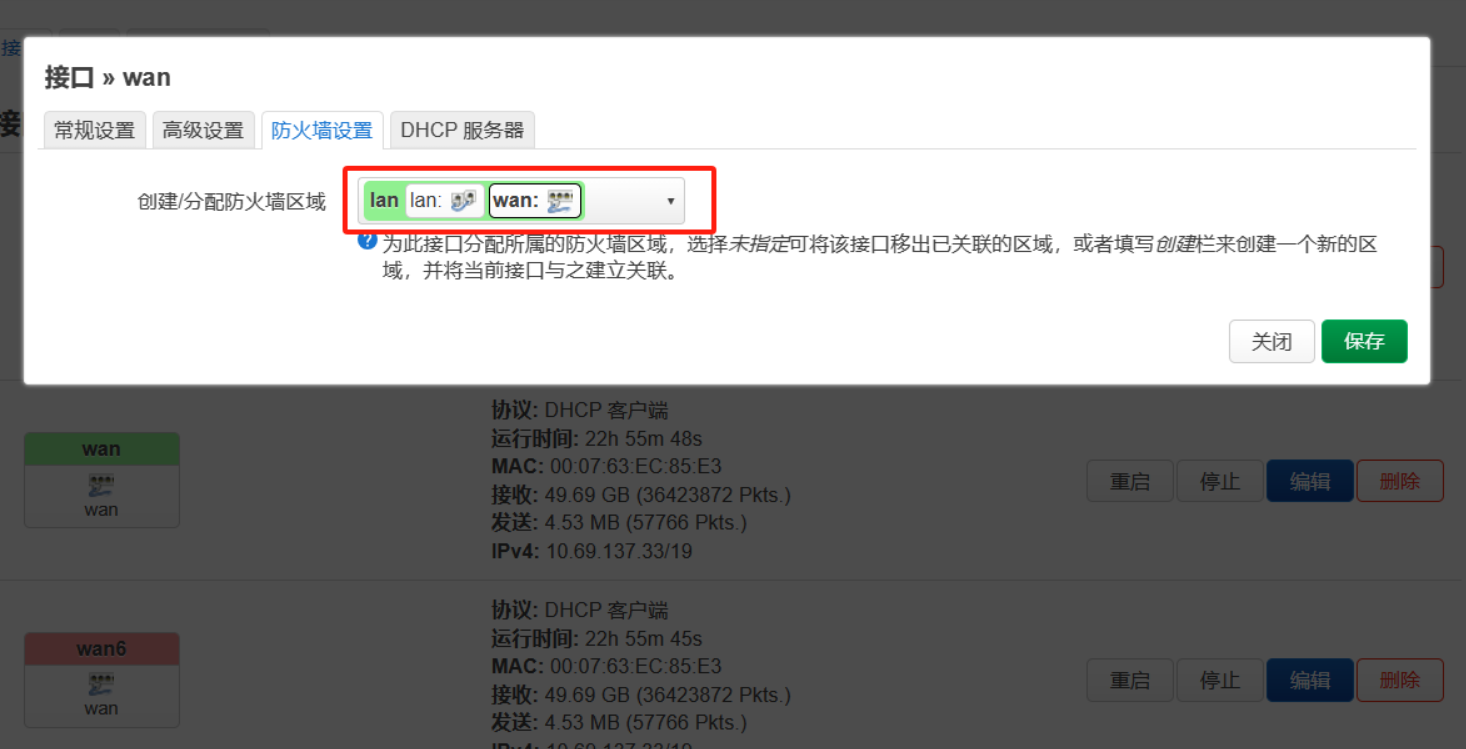 接
接口 » wan
接
常规设置 高级设置 防火墙设置 DHCP 服务器
创建/分配防火墙区域 lan lan: wan:
为此接口分配所属的防火墙区域，选择未指定可将该接口移出已关联的区域，或者填写创建栏来创建一个新的区
域，并将当前接口与之建立关联。
关闭 保存
wan
wan
协议: DHCP 客户端
运行时间: 22h 55m 48s
MAC: 00:07:63:EC:85:E3
接收: 49.69 GB (36423872 Pkts.)
发送: 4.53 MB (57766 Pkts.)
IPv4: 10.69.137.33/19
重启 停止 编辑 删除
wan6
wan
协议: DHCP 客户端
运行时间: 22h 55m 45s
MAC: 00:07:63:EC:85:E3
接收: 49.69 GB (36423872 Pkts.)
发送: 4.53 MB (57766 Pkts.)
IPv4: 10.69.137.33/19
重启 停止 编辑 删除